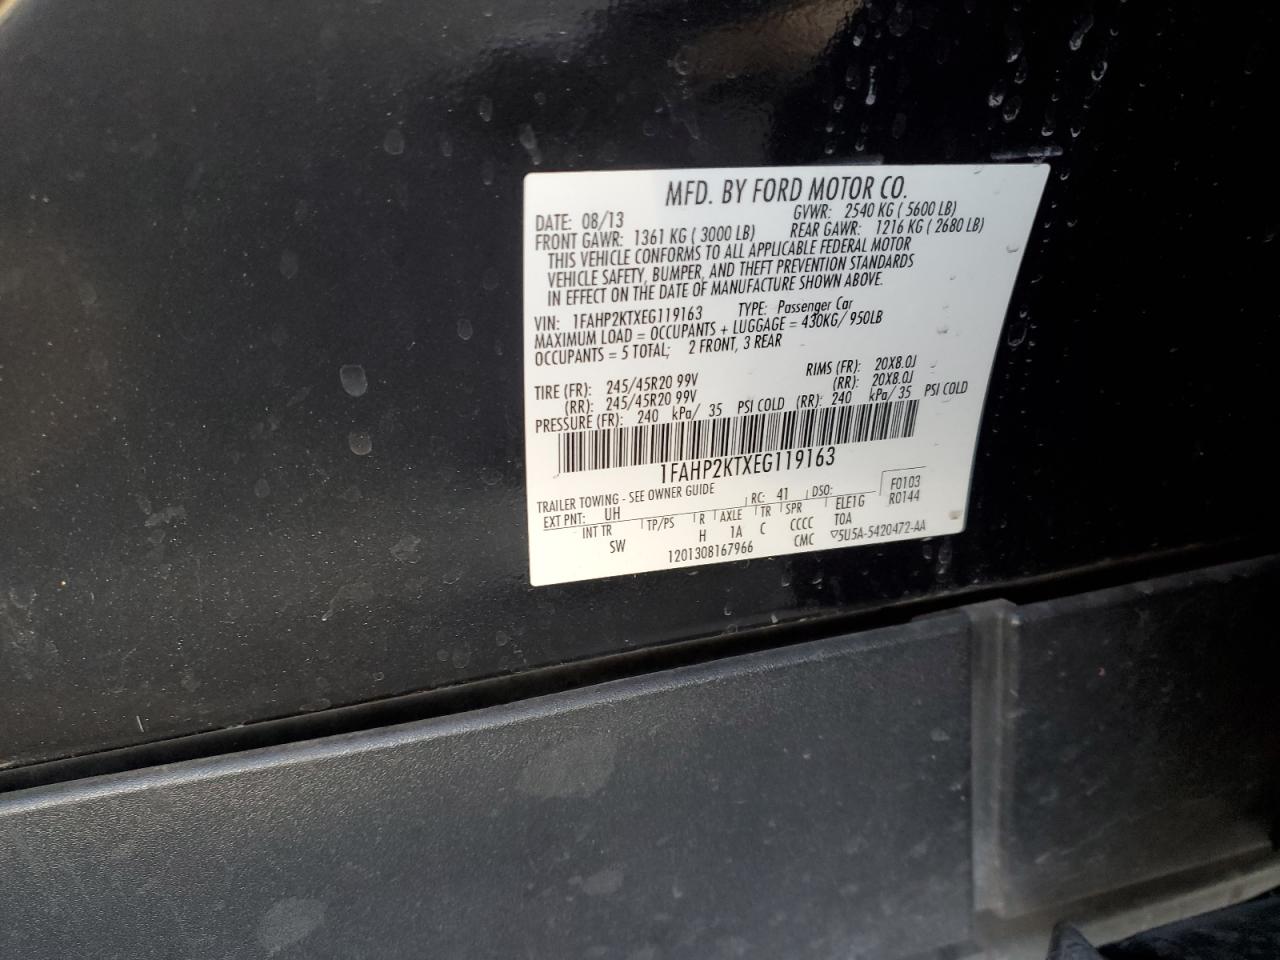 MFD. BY FORD MOTOR CO.
DATE: 08/13 GVWR: 2540 KG ( 5600 LB)
FRONT GAWR: 1361 KG ( 3000 LB) REAR GAWR: 1216 KG ( 2680 LB)
THIS VEHICLE CONFORMS TO ALL APPLICABLE FEDERAL MOTOR
VEHICLE SAFETY, BUMPER, AND THEFT PREVENTION STANDARDS
IN EFFECT ON THE DATE OF MANUFACTURE SHOWN ABOVE.
VIN: 1FAHP2KTXEG119163 TYPE: Passenger Car
MAXIMUM LOAD = OCCUPANTS + LUGGAGE = 430KG/ 950LB
OCCUPANTS = 5 TOTAL; 2 FRONT, 3 REAR
TIRE (FR): 245/45R20 99V RIMS (FR): 20X8.0J
(RR): 245/45R20 99V (RR): 20X8.0J
PRESSURE (FR): 240 kPa/ 35 PSI COLD (RR): 240 kPa/ 35 PSI COLD
1FAHP2KTXEG119163
TRAILER TOWING - SEE OWNER GUIDE F0103
EXT PNT: UH RC: 41 DSO: ELE1G R0144
INT TR TP/PS R AXLE TR SPR T0A
SW H 1A C CCCC
1201308167966 CMC ▽5U5A-5420472-AA